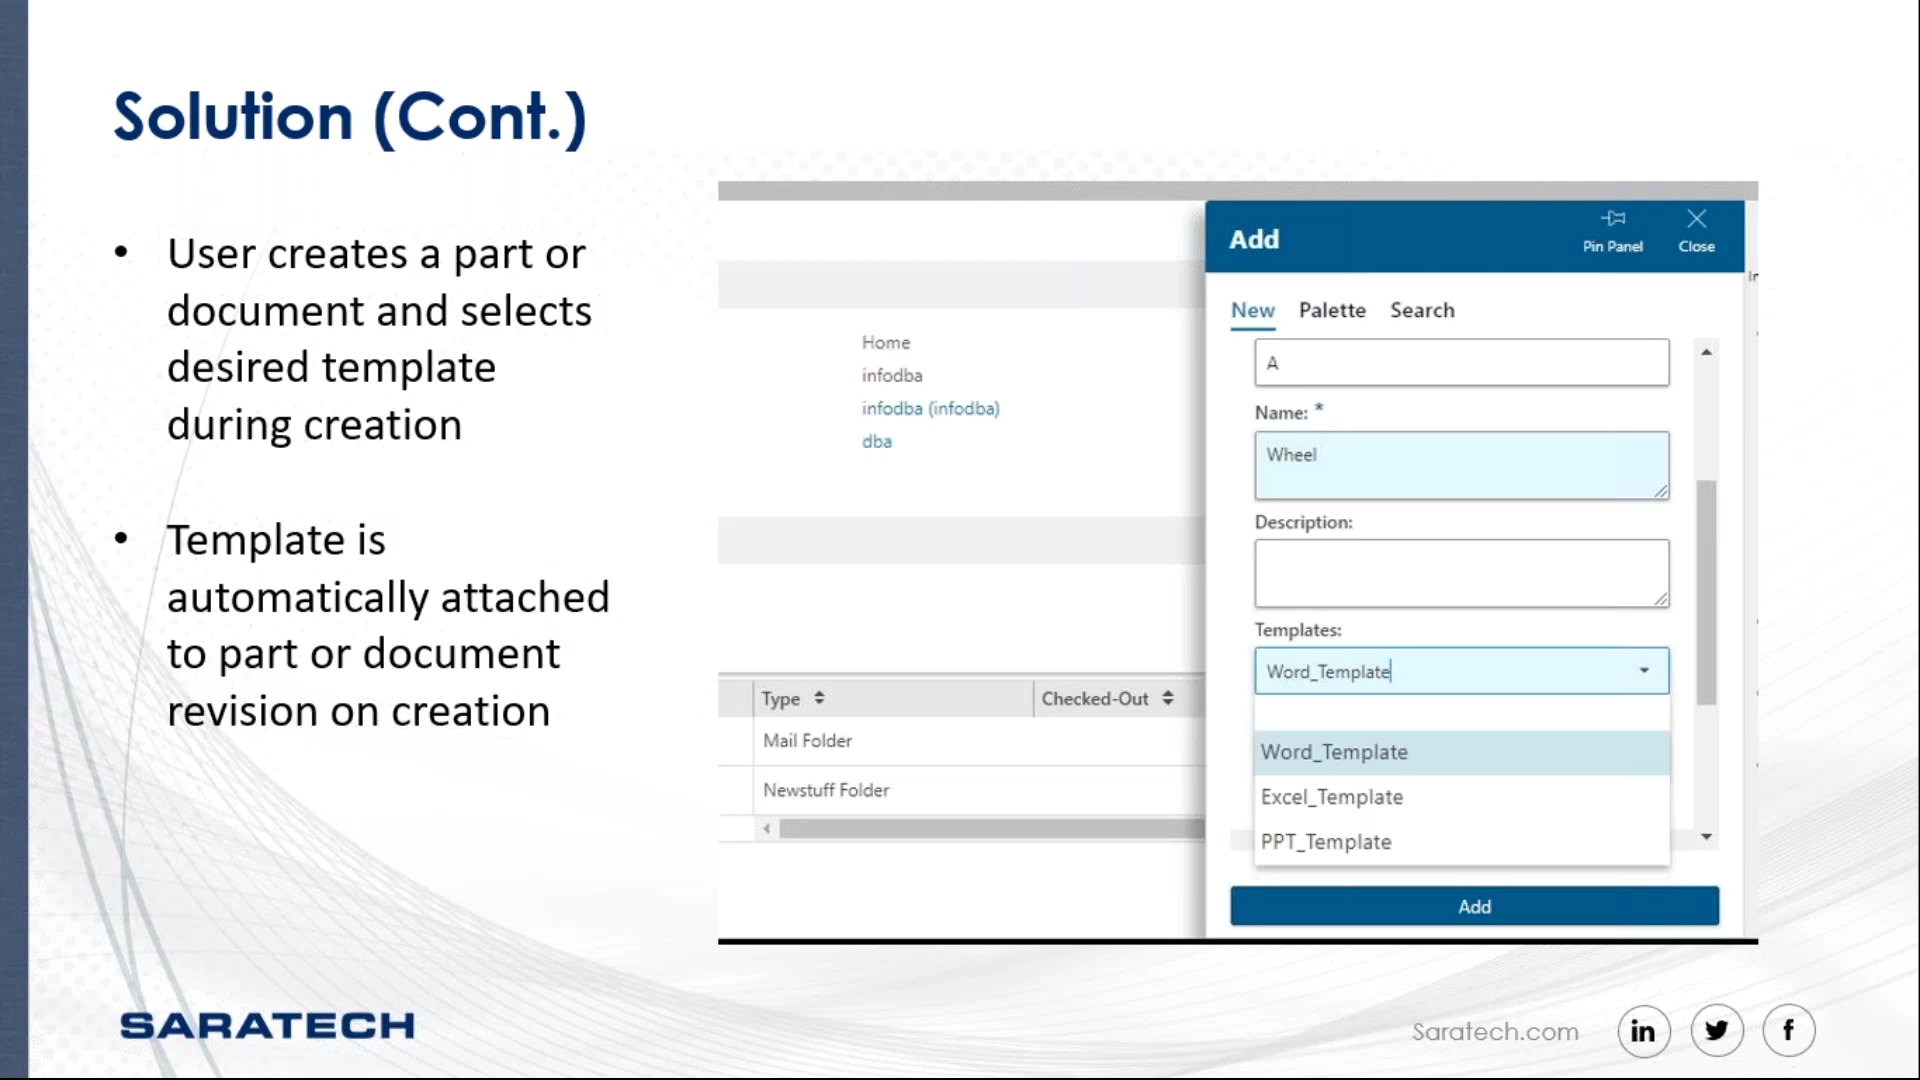 Solution (Cont.)
• User creates a part or
document and selects
desired template
during creation
• Template is
automatically attached
to part or document
revision on creation
Home
infodba
infodba (infodba)
dba
Type
Checked-Out
Mail Folder
Newstuff Folder
Add
Pin Panel
Close
New Palette Search
A
Name: *
Wheel
Description:
Templates:
Word_Template
Word_Template
Excel_Template
PPT_Template
Add
SARATECH
Saratech.com
in
f